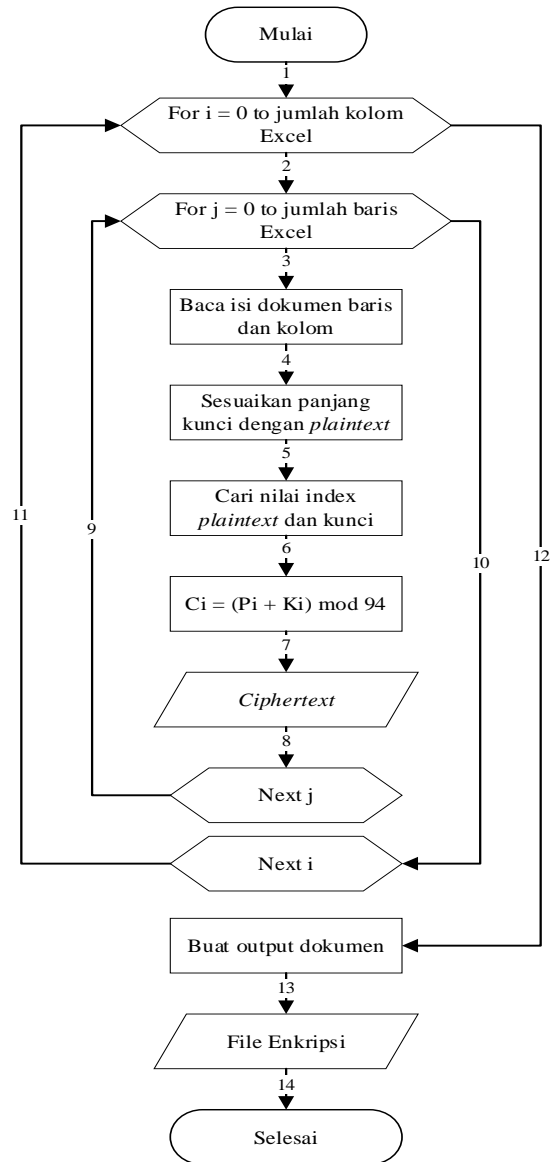 Mulai
1
For i = 0 to jumlah kolom
Excel
2
For j = 0 to jumlah baris
Excel
3
Baca isi dokumen baris
dan kolom
4
Sesuaikan panjang
kunci dengan plaintext
5
Cari nilai index
plaintext dan kunci
11
9
10
12
6
Ci = (Pi + Ki) mod 94
7
Ciphertext
8
Next j
Next i
Buat output dokumen
13
File Enkripsi
14
Selesai